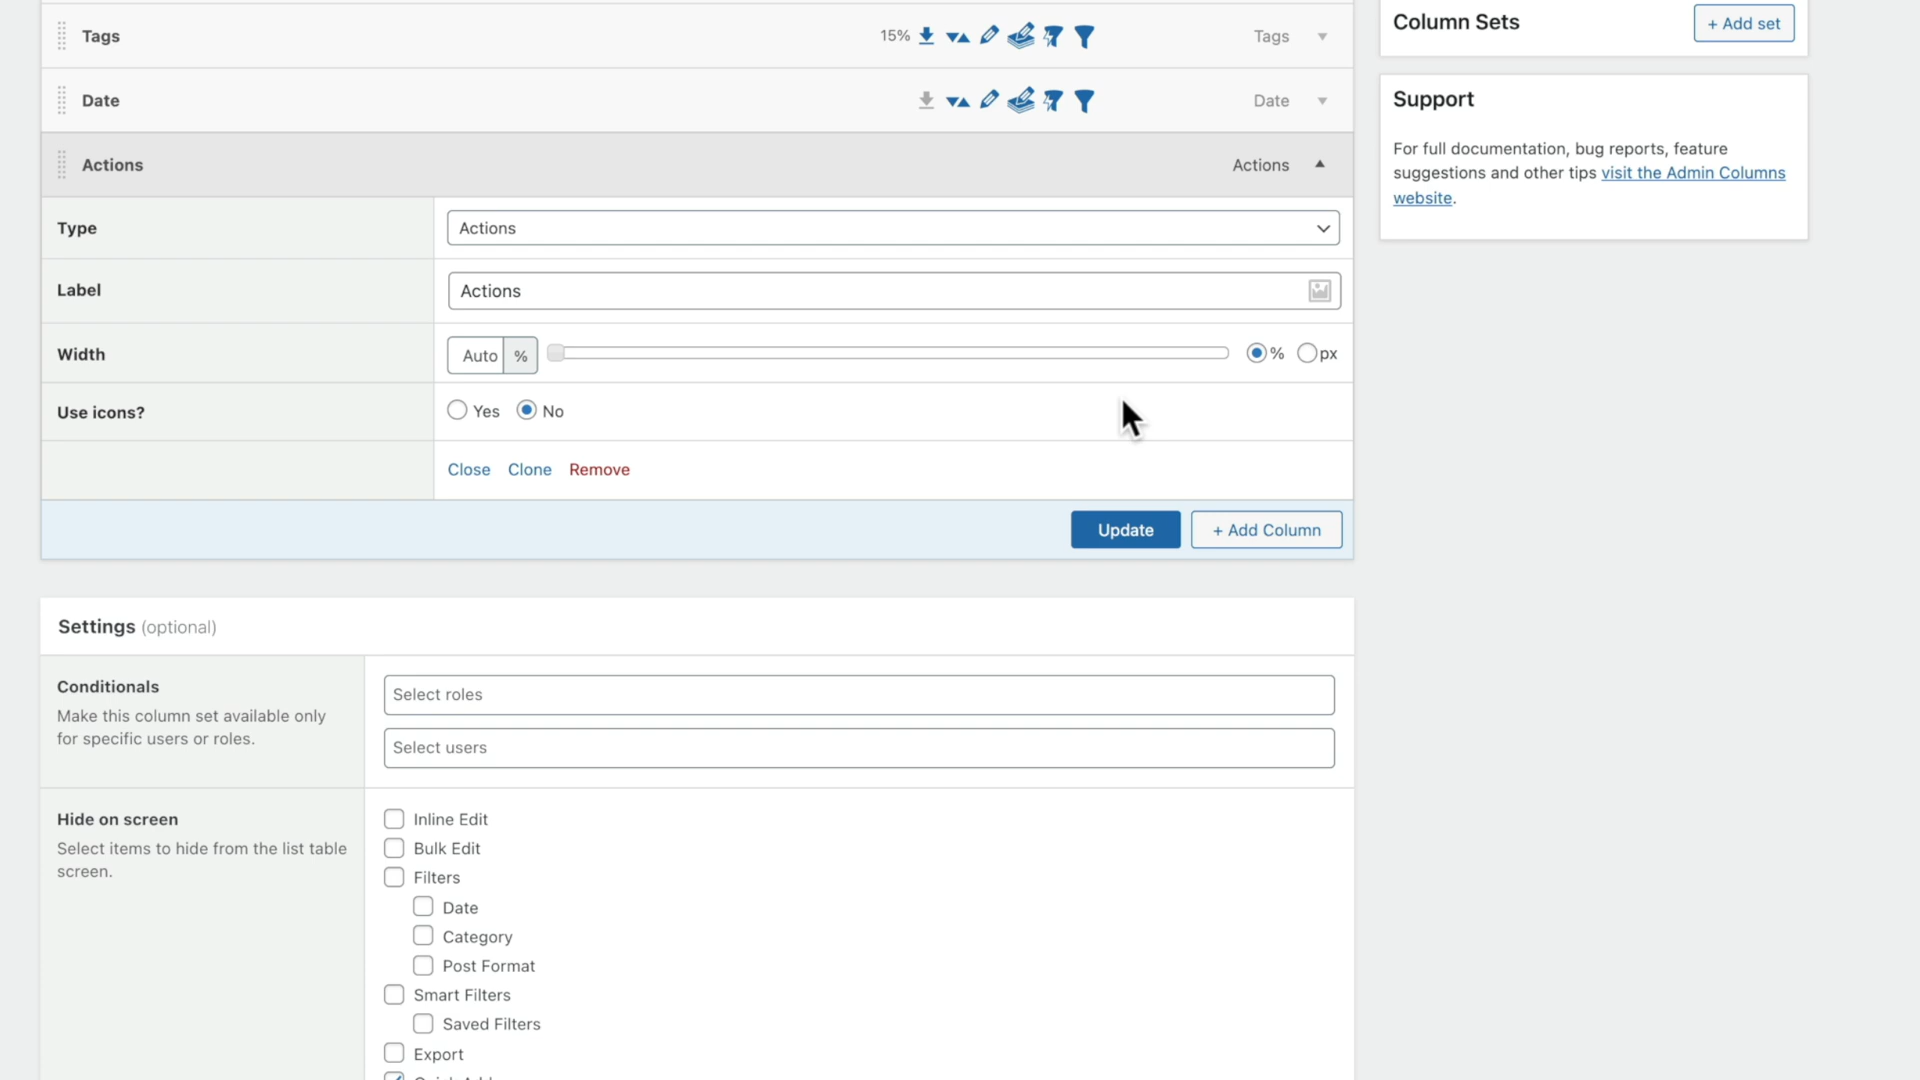 Tags 15% Tags
Date Date
Actions Actions
Type Actions
Label Actions
Width Auto % % px
Use icons? Yes No
Close Clone Remove
Update + Add Column
Settings (optional)
Conditionals
Make this column set available only
for specific users or roles.
Select roles
Select users
Hide on screen
Select items to hide from the list table
screen.
Inline Edit
Bulk Edit
Filters
Date
Category
Post Format
Smart Filters
Saved Filters
Export
Column Sets + Add set
Support
For full documentation, bug reports, feature
suggestions and other tips visit the Admin Columns
website.